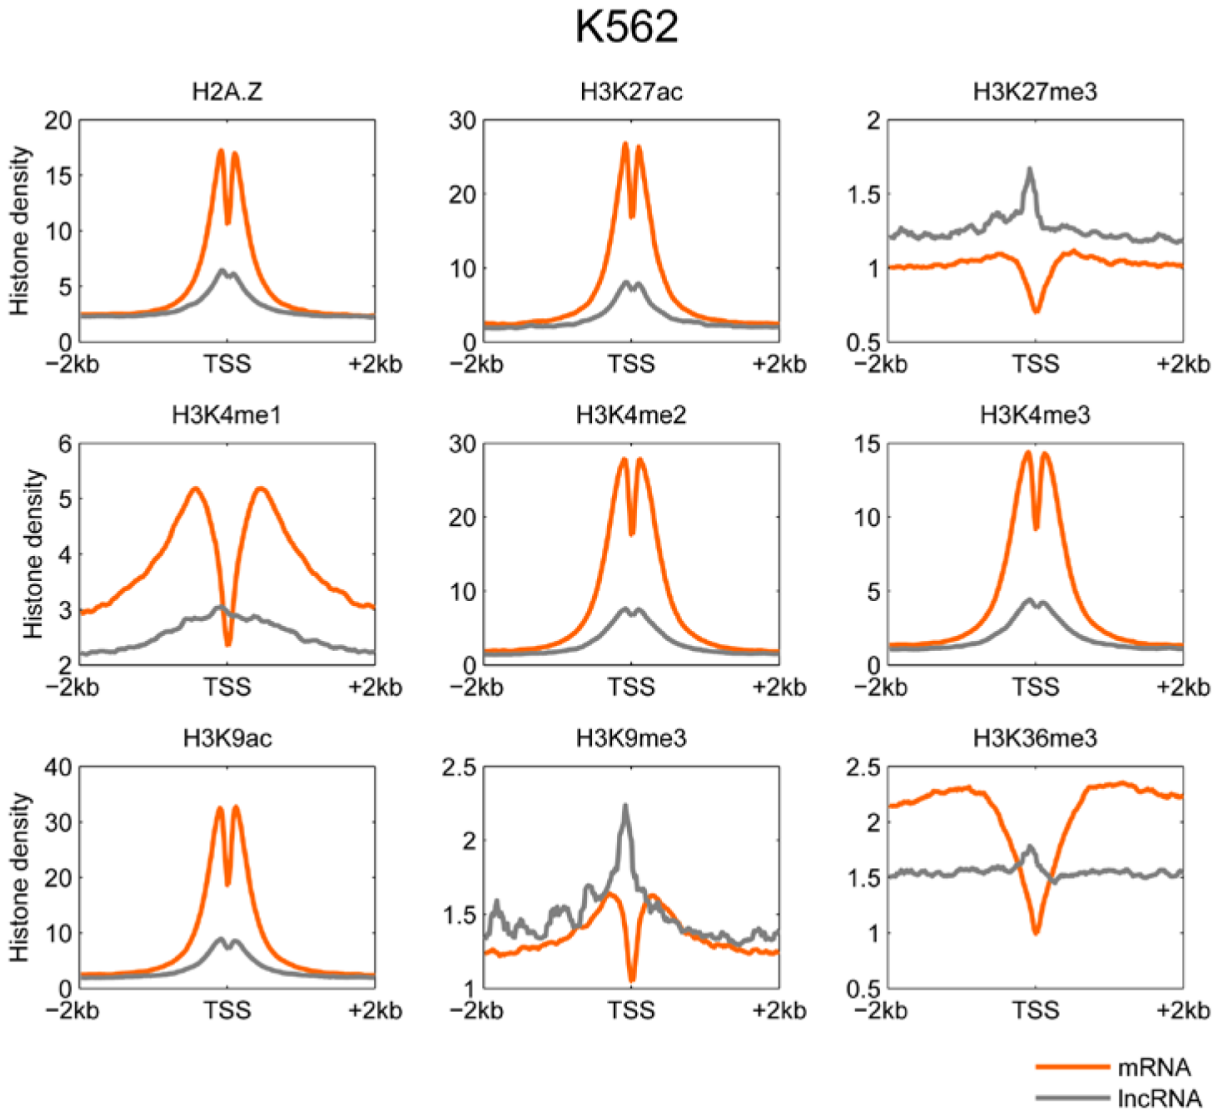 K562
H2A.Z
H3K27ac
H3K27me3
Histone density
20
15
10
5
0
−2kb
TSS
+2kb
30
20
10
0
−2kb
TSS
+2kb
2
1.5
1
0.5
−2kb
TSS
+2kb
H3K4me1
H3K4me2
H3K4me3
Histone density
6
5
4
3
2
−2kb
TSS
+2kb
30
20
10
0
−2kb
TSS
+2kb
15
10
5
0
−2kb
TSS
+2kb
H3K9ac
H3K9me3
H3K36me3
Histone density
40
30
20
10
0
−2kb
TSS
+2kb
2.5
2
1.5
1
−2kb
TSS
+2kb
2.5
2
1.5
1
0.5
−2kb
TSS
+2kb
mRNA
lncRNA